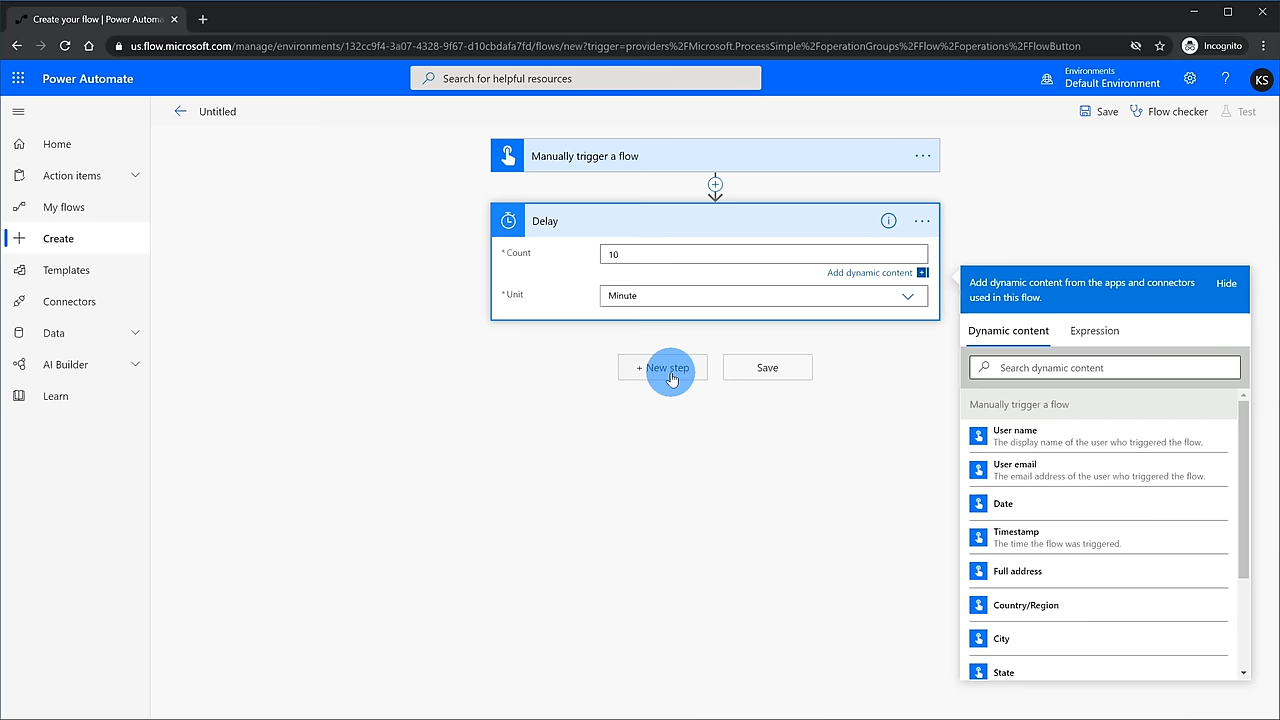 Create your flow | Power Automa
us.flow.microsoft.com/manage/environments/132cc9f4-3a07-4328-9f67-d10cbdafa7fd/flows/new?trigger=providers%2FMicrosoft.ProcessSimple%2FoperationGroups%2FFlow%2Foperations%2FFlowButton
Incognito
Power Automate
Search for helpful resources
Environments
Default Environment
?
KS
Untitled
Save
Flow checker
Test
Home
Action items
My flows
Create
Templates
Connectors
Data
AI Builder
Learn
Manually trigger a flow
Delay
* Count
10
Add dynamic content
* Unit
Minute
+ New step
Save
Add dynamic content from the apps and connectors
used in this flow.
Hide
Dynamic content
Expression
Search dynamic content
Manually trigger a flow
User name
The display name of the user who triggered the flow.
User email
The email address of the user who triggered the flow.
Date
Timestamp
The time the flow was triggered.
Full address
Country/Region
City
State